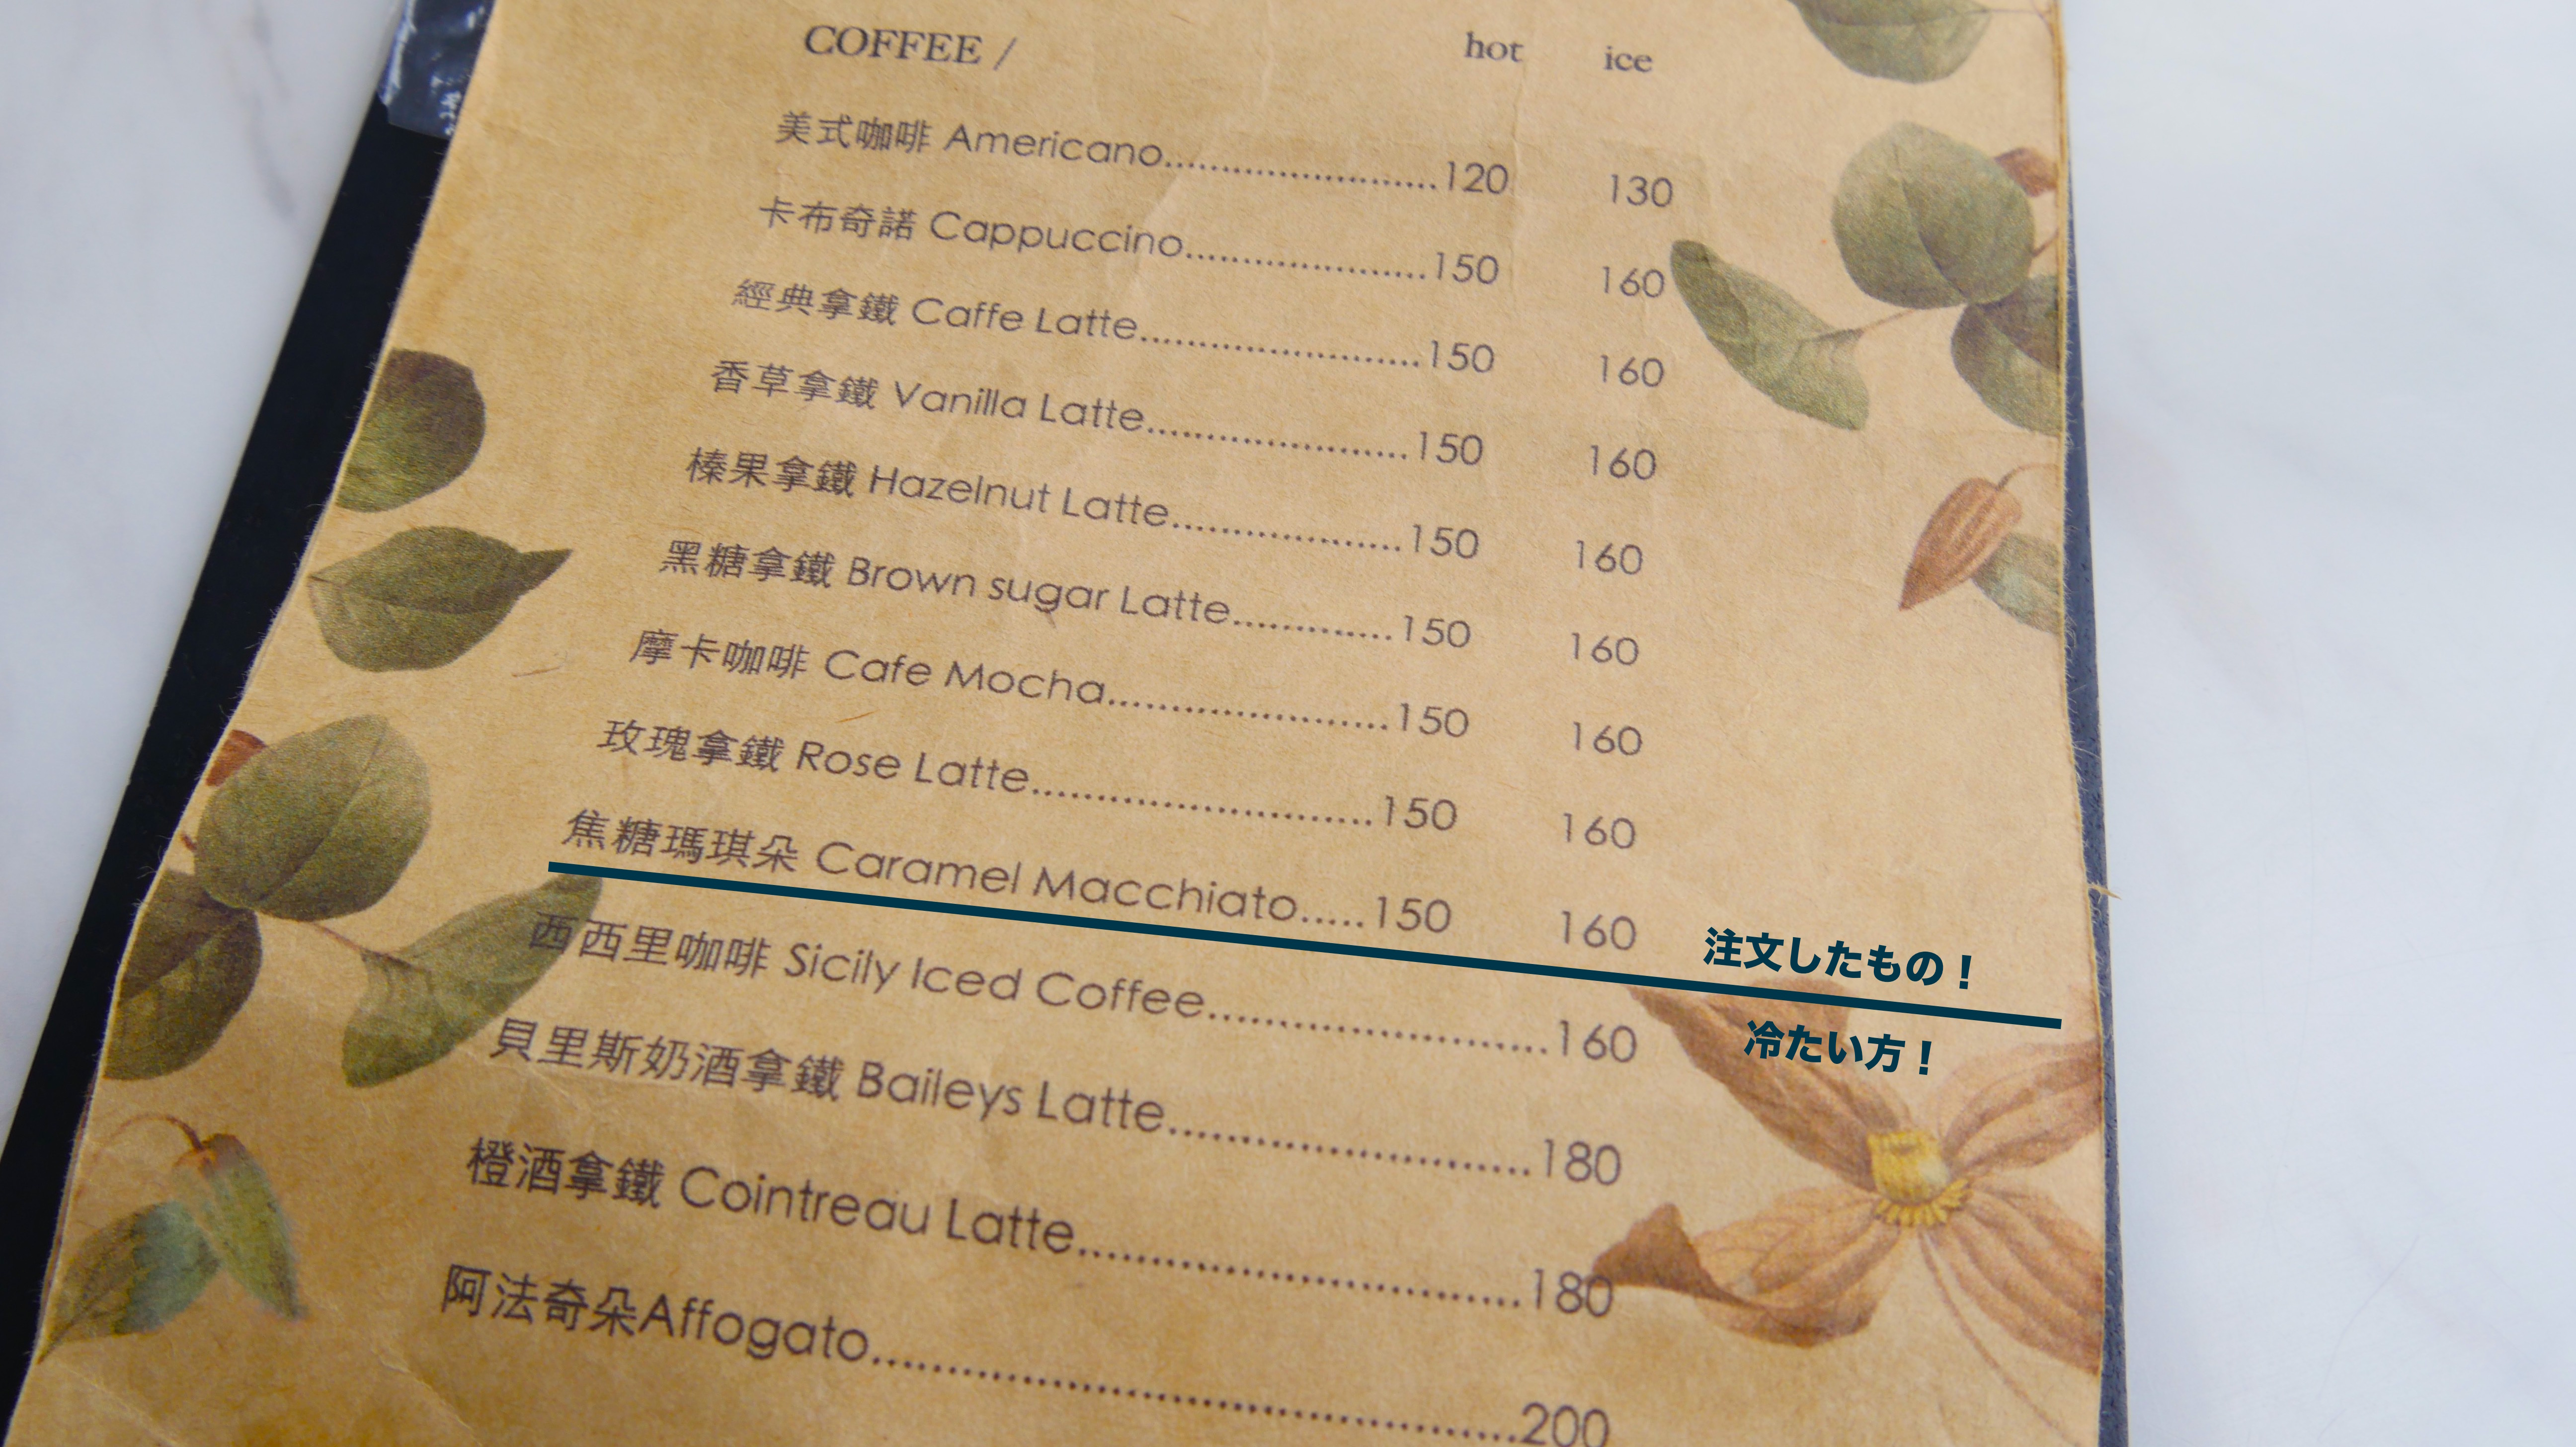 COFFEE / hot ice
美式咖啡 Americano........................120 130
卡布奇諾 Cappuccino.....................150 160
經典拿鐵 Caffe Latte........................150 160
香草拿鐵 Vanilla Latte.......................150 160
榛果拿鐵 Hazelnut Latte....................150 160
黑糖拿鐵 Brown sugar Latte..............150 160
摩卡咖啡 Cafe Mocha........................150 160
玫瑰拿鐵 Rose Latte..............................150 160
焦糖瑪琪朵 Caramel Macchiato.....150 160
注文したもの！
西西里咖啡 Sicily Iced Coffee...........................160
冷たい方！
貝里斯奶酒拿鐵 Baileys Latte.............................180
橙酒拿鐵 Cointreau Latte...................................180
阿法奇朵Affogato..............................................200